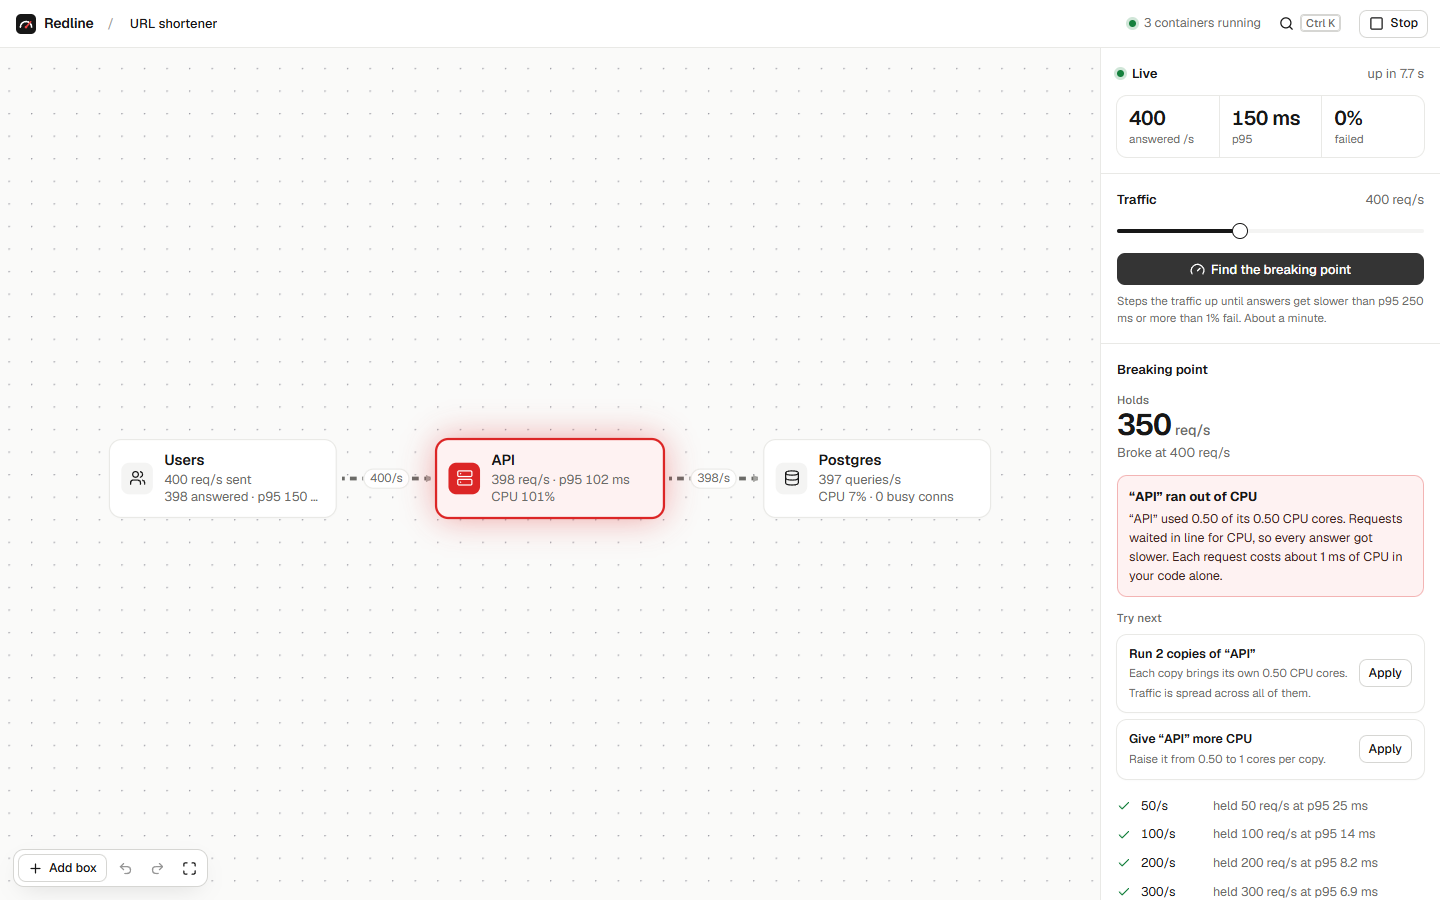 Redline / URL shortener
3 containers running
Ctrl K
Stop
Live
up in 7.7 s
400
150 ms
0%
answered /s
p95
failed
Traffic
400 req/s
Find the breaking point
Steps the traffic up until answers get slower than p95 250
ms or more than 1% fail. About a minute.
Breaking point
Holds
350 req/s
Broke at 400 req/s
“API” ran out of CPU
“API” used 0.50 of its 0.50 CPU cores. Requests
waited in line for CPU, so every answer got
slower. Each request costs about 1 ms of CPU in
your code alone.
Try next
Run 2 copies of “API”
Each copy brings its own 0.50 CPU cores.
Traffic is spread across all of them.
Apply
Give “API” more CPU
Raise it from 0.50 to 1 cores per copy.
Apply
50/s held 50 req/s at p95 25 ms
100/s held 100 req/s at p95 14 ms
200/s held 200 req/s at p95 8.2 ms
300/s held 300 req/s at p95 6.9 ms
Users
400 req/s sent
398 answered · p95 150 ...
400/s
API
398 req/s · p95 102 ms
CPU 101%
398/s
Postgres
397 queries/s
CPU 7% · 0 busy conns
Add box